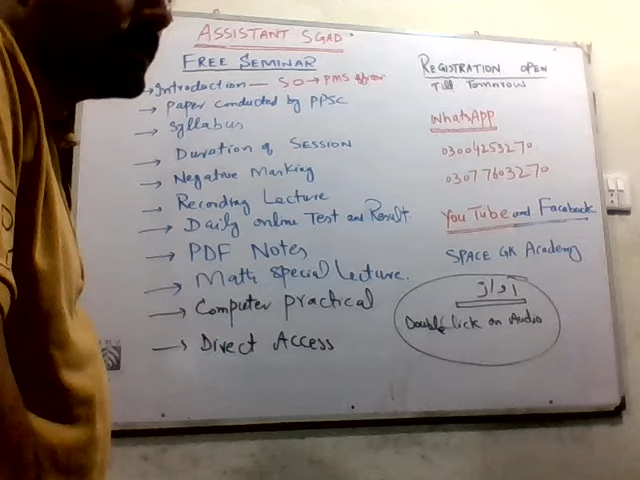 ASSISTANT SGAD
FREE SEMINAR
→ Introduction — SO → PMS officer
→ Paper conducted by PPSC
→ Syllabus
→ Duration of SESSION
→ Negative Marking
→ Recording Lecture
→ Daily online Test and Result
→ PDF Notes
→ Math special Lecture.
→ Computer Practical
→ Direct Access
REGISTRATION OPEN
Till Tomorrow
WhatsApp
03004253270
03077603270
YouTube and Facebook
SPACE GK Academy
آواز
Double Click on Audio